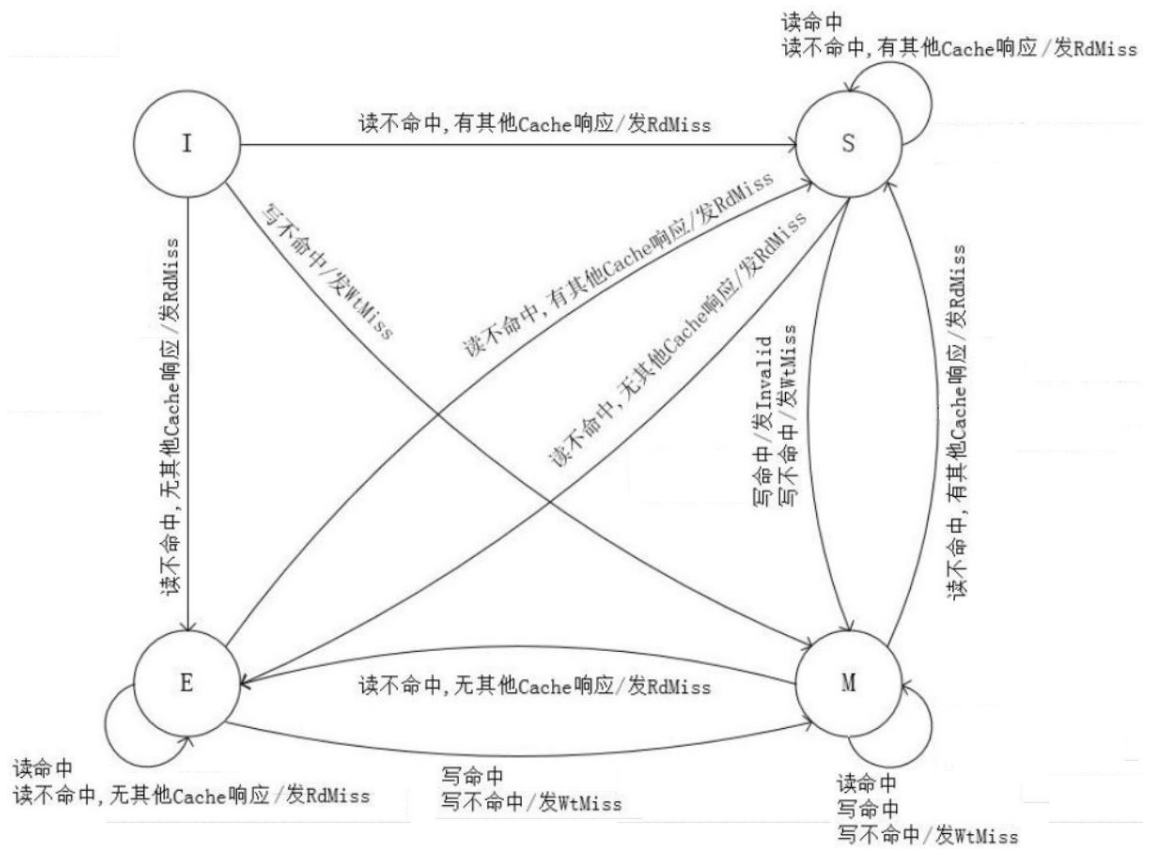 读命中
读不命中,有其他Cache响应/发RdMiss
I
读不命中,有其他Cache响应/发RdMiss
S
写不命中/发WtMiss
读不命中,有其他Cache响应/发RdMiss
读不命中,无其他Cache响应/发RdMiss
读不命中,无其他Cache响应/发RdMiss
写命中/发Invalid
写不命中/发WtMiss
读不命中,有其他Cache响应/发RdMiss
E
读不命中,无其他Cache响应/发RdMiss
M
读命中
读不命中,无其他Cache响应/发RdMiss
写命中
写不命中/发WtMiss
读命中
写命中
写不命中/发WtMiss